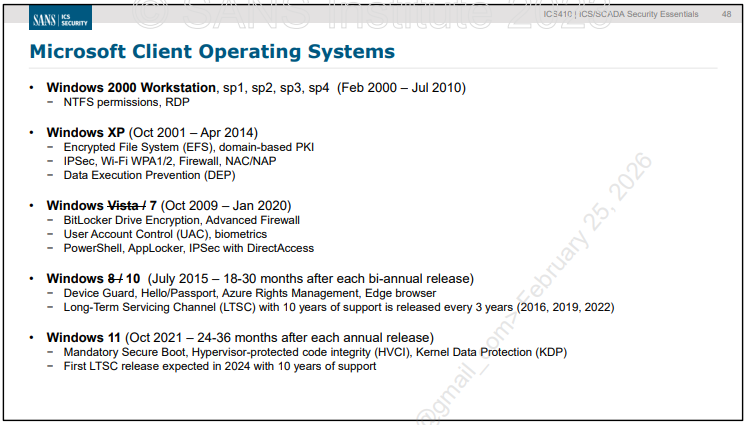 © SANS Institute 2026
SANS ICS SECURITY
ICS410 | ICS/SCADA Security Essentials 48
Microsoft Client Operating Systems
• Windows 2000 Workstation, sp1, sp2, sp3, sp4 (Feb 2000 – Jul 2010)
− NTFS permissions, RDP
• Windows XP (Oct 2001 – Apr 2014)
− Encrypted File System (EFS), domain-based PKI
− IPSec, Wi-Fi WPA1/2, Firewall, NAC/NAP
− Data Execution Prevention (DEP)
• Windows Vista / 7 (Oct 2009 – Jan 2020)
− BitLocker Drive Encryption, Advanced Firewall
− User Account Control (UAC), biometrics
− PowerShell, AppLocker, IPSec with DirectAccess
• Windows 8 / 10 (July 2015 – 18-30 months after each bi-annual release)
− Device Guard, Hello/Passport, Azure Rights Management, Edge browser
− Long-Term Servicing Channel (LTSC) with 10 years of support is released every 3 years (2016, 2019, 2022)
• Windows 11 (Oct 2021 – 24-36 months after each annual release)
− Mandatory Secure Boot, Hypervisor-protected code integrity (HVCI), Kernel Data Protection (KDP)
− First LTSC release expected in 2024 with 10 years of support
@gmail_com> February 25, 2026